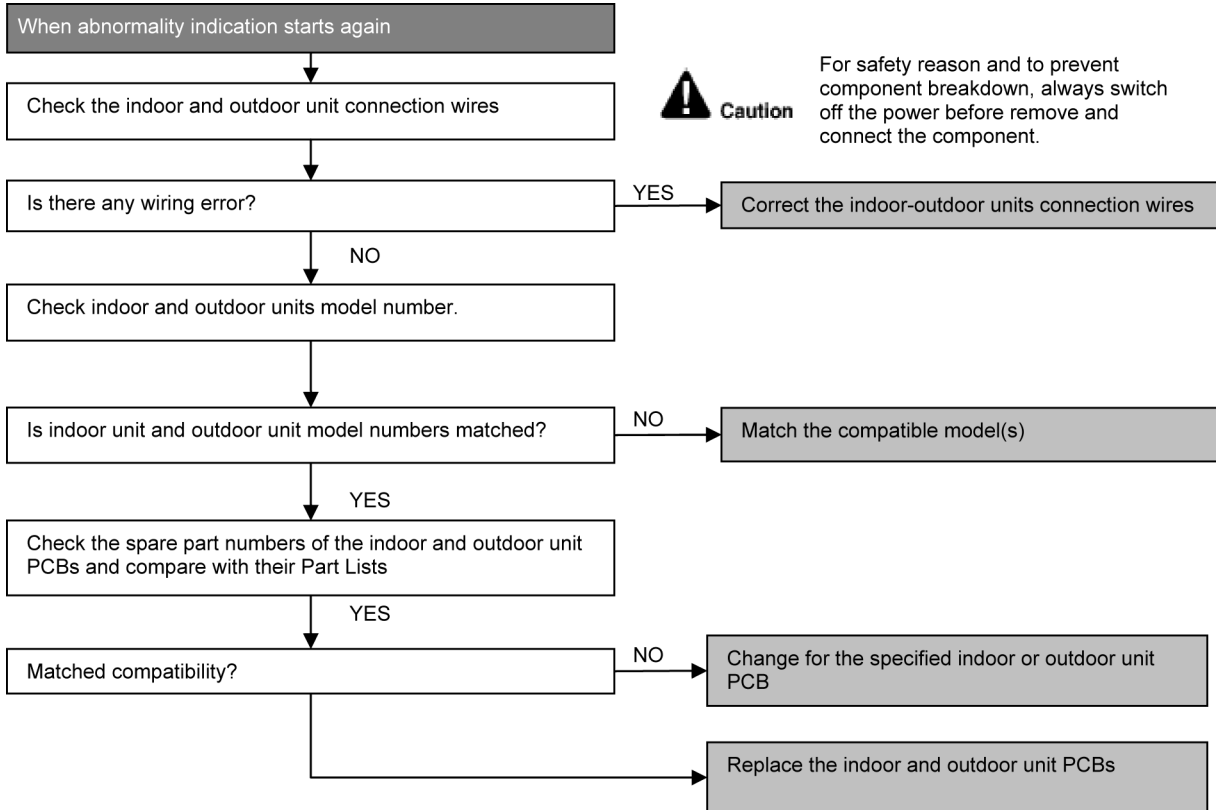 When abnormality indication starts again
Check the indoor and outdoor unit connection wires
Caution
For safety reason and to prevent
component breakdown, always switch
off the power before remove and
connect the component.
Is there any wiring error?
YES
Correct the indoor-outdoor units connection wires
NO
Check indoor and outdoor units model number.
Is indoor unit and outdoor unit model numbers matched?
NO
Match the compatible model(s)
YES
Check the spare part numbers of the indoor and outdoor unit
PCBs and compare with their Part Lists
YES
Matched compatibility?
NO
Change for the specified indoor or outdoor unit
PCB
Replace the indoor and outdoor unit PCBs